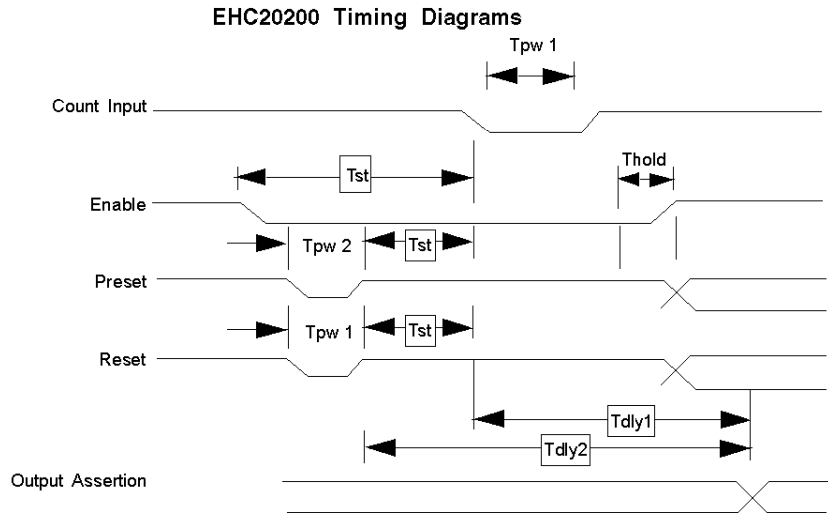 EHC20200 Timing Diagrams
Tpw 1
Count Input
Tst
Thold
Enable
Tpw 2
Tst
Preset
Tpw 1
Tst
Reset
Tdly1
Tdly2
Output Assertion